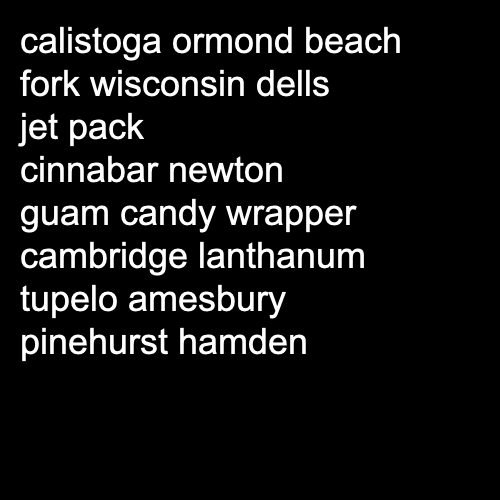 calistoga ormond beach
fork wisconsin dells
jet pack
cinnabar newton
guam candy wrapper
cambridge lanthanum
tupelo amesbury
pinehurst hamden